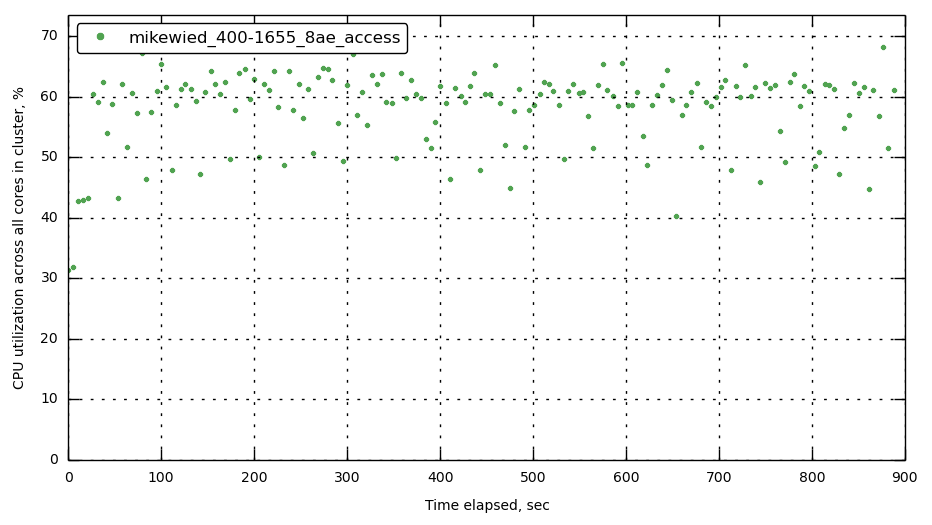 mikewied_400-1655_8ae_access
CPU utilization across all cores in cluster, %
70
60
50
40
30
20
10
0
0 100 200 300 400 500 600 700 800 900
Time elapsed, sec